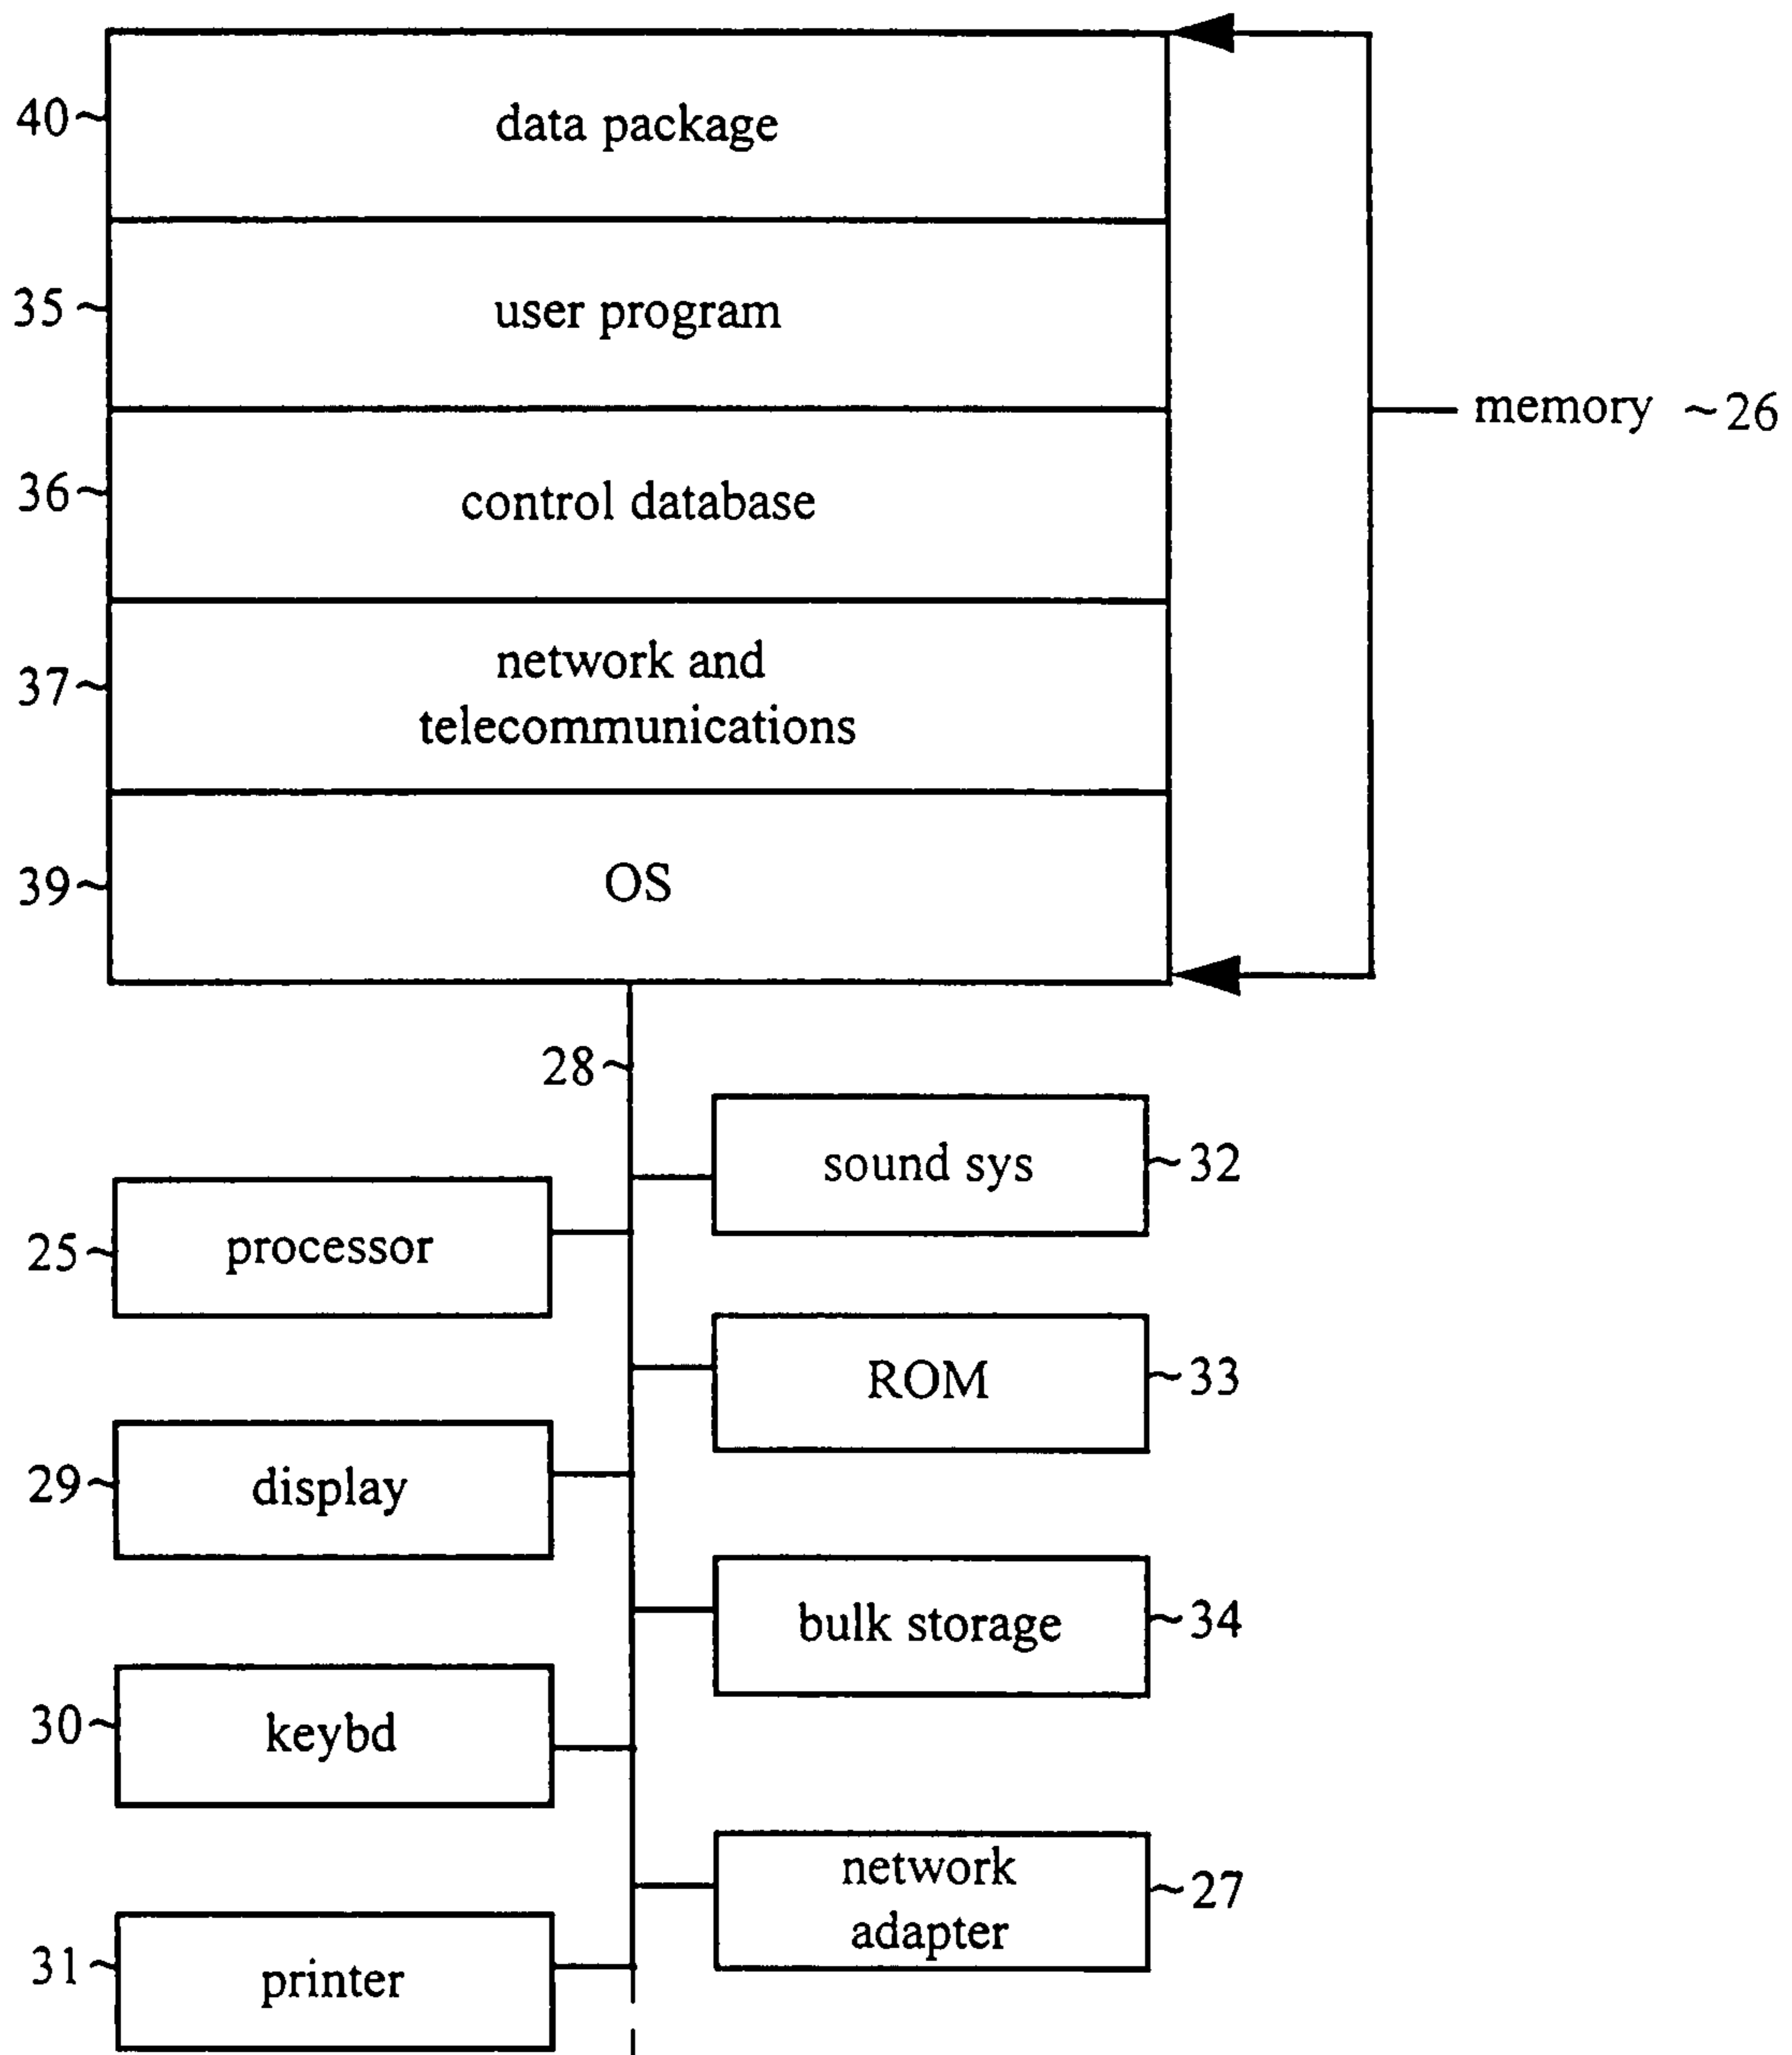 40~ data package
35~ user program
memory ~26
36~ control database
37~ network and
telecommunications
39~ OS
28~
sound sys ~32
25~ processor
ROM ~33
29~ display
bulk storage ~34
30~ keybd
network
adapter ~27
31~ printer